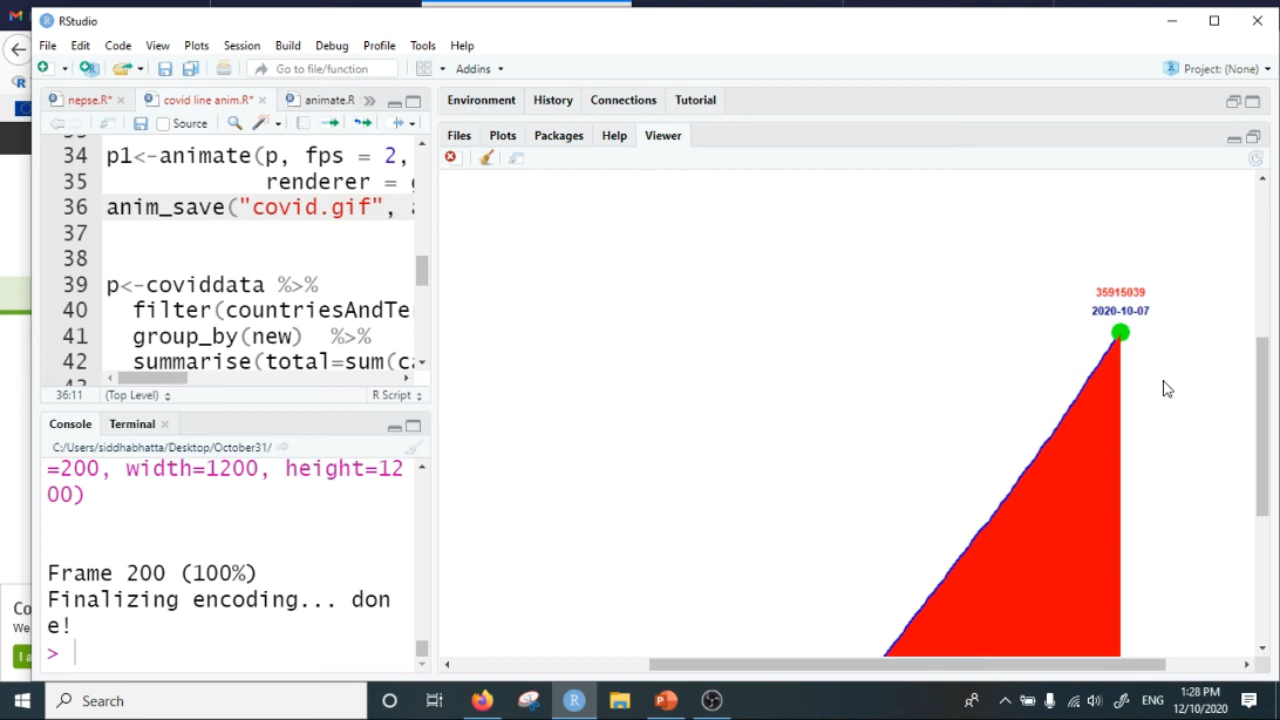 RStudio
File Edit Code View Plots Session Build Debug Profile Tools Help
Go to file/function Addins Project: (None)
nepse.R* covid line anim.R* animate.R
Source
34 p1<-animate(p, fps = 2,
35 renderer =
36 anim_save("covid.gif",
37
38
39 p<-coviddata %>%
40 filter(countriesAndTe
41 group_by(new) %>%
42 summarise(total=sum(c
36:11 (Top Level) R Script
Console Terminal
C:/Users/siddhabhatta/Desktop/October31/
=200, width=1200, height=12
00)
Frame 200 (100%)
Finalizing encoding... don
e!
>
Environment History Connections Tutorial
Files Plots Packages Help Viewer
35915039
2020-10-07
Co
We
I a
Search
ENG
1:28 PM
12/10/2020